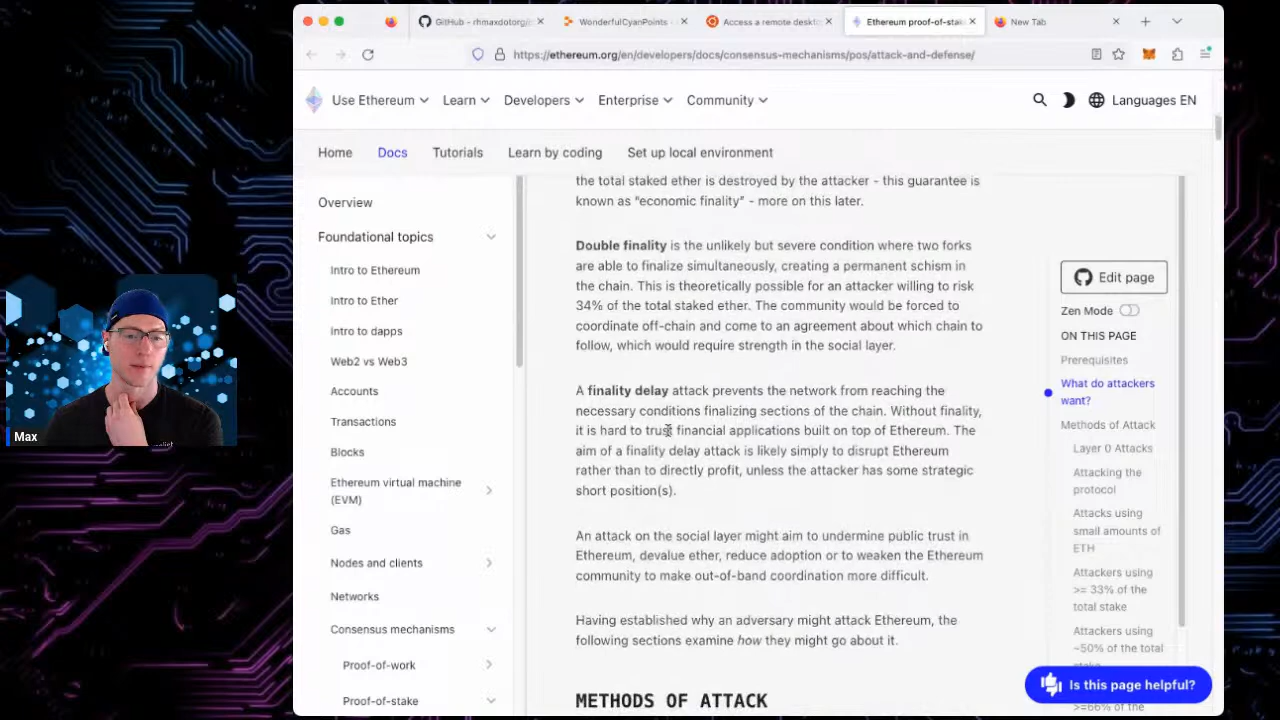 GitHub - rhmaxdotorg/
WonderfulCyanPoints -
Access a remote deskto
Ethereum proof-of-stak
New Tab
https://ethereum.org/en/developers/docs/consensus-mechanisms/pos/attack-and-defense/
Use Ethereum
Learn
Developers
Enterprise
Community
Languages EN
Home
Docs
Tutorials
Learn by coding
Set up local environment
Overview
Foundational topics
Intro to Ethereum
Intro to Ether
Intro to dapps
Web2 vs Web3
Accounts
Transactions
Blocks
Ethereum virtual machine
(EVM)
Gas
Nodes and clients
Networks
Consensus mechanisms
Proof-of-work
Proof-of-stake
the total staked ether is destroyed by the attacker - this guarantee is
known as “economic finality” - more on this later.
Double finality is the unlikely but severe condition where two forks
are able to finalize simultaneously, creating a permanent schism in
the chain. This is theoretically possible for an attacker willing to risk
34% of the total staked ether. The community would be forced to
coordinate off-chain and come to an agreement about which chain to
follow, which would require strength in the social layer.
A finality delay attack prevents the network from reaching the
necessary conditions finalizing sections of the chain. Without finality,
it is hard to trust financial applications built on top of Ethereum. The
aim of a finality delay attack is likely simply to disrupt Ethereum
rather than to directly profit, unless the attacker has some strategic
short position(s).
An attack on the social layer might aim to undermine public trust in
Ethereum, devalue ether, reduce adoption or to weaken the Ethereum
community to make out-of-band coordination more difficult.
Having established why an adversary might attack Ethereum, the
following sections examine how they might go about it.
METHODS OF ATTACK
Edit page
Zen Mode
ON THIS PAGE
Prerequisites
What do attackers
want?
Methods of Attack
Layer 0 Attacks
Attacking the
protocol
Attacks using
small amounts of
ETH
Attackers using
>= 33% of the
total stake
Attackers using
~50% of the total
Is this page helpful?
>=66% of the
Max